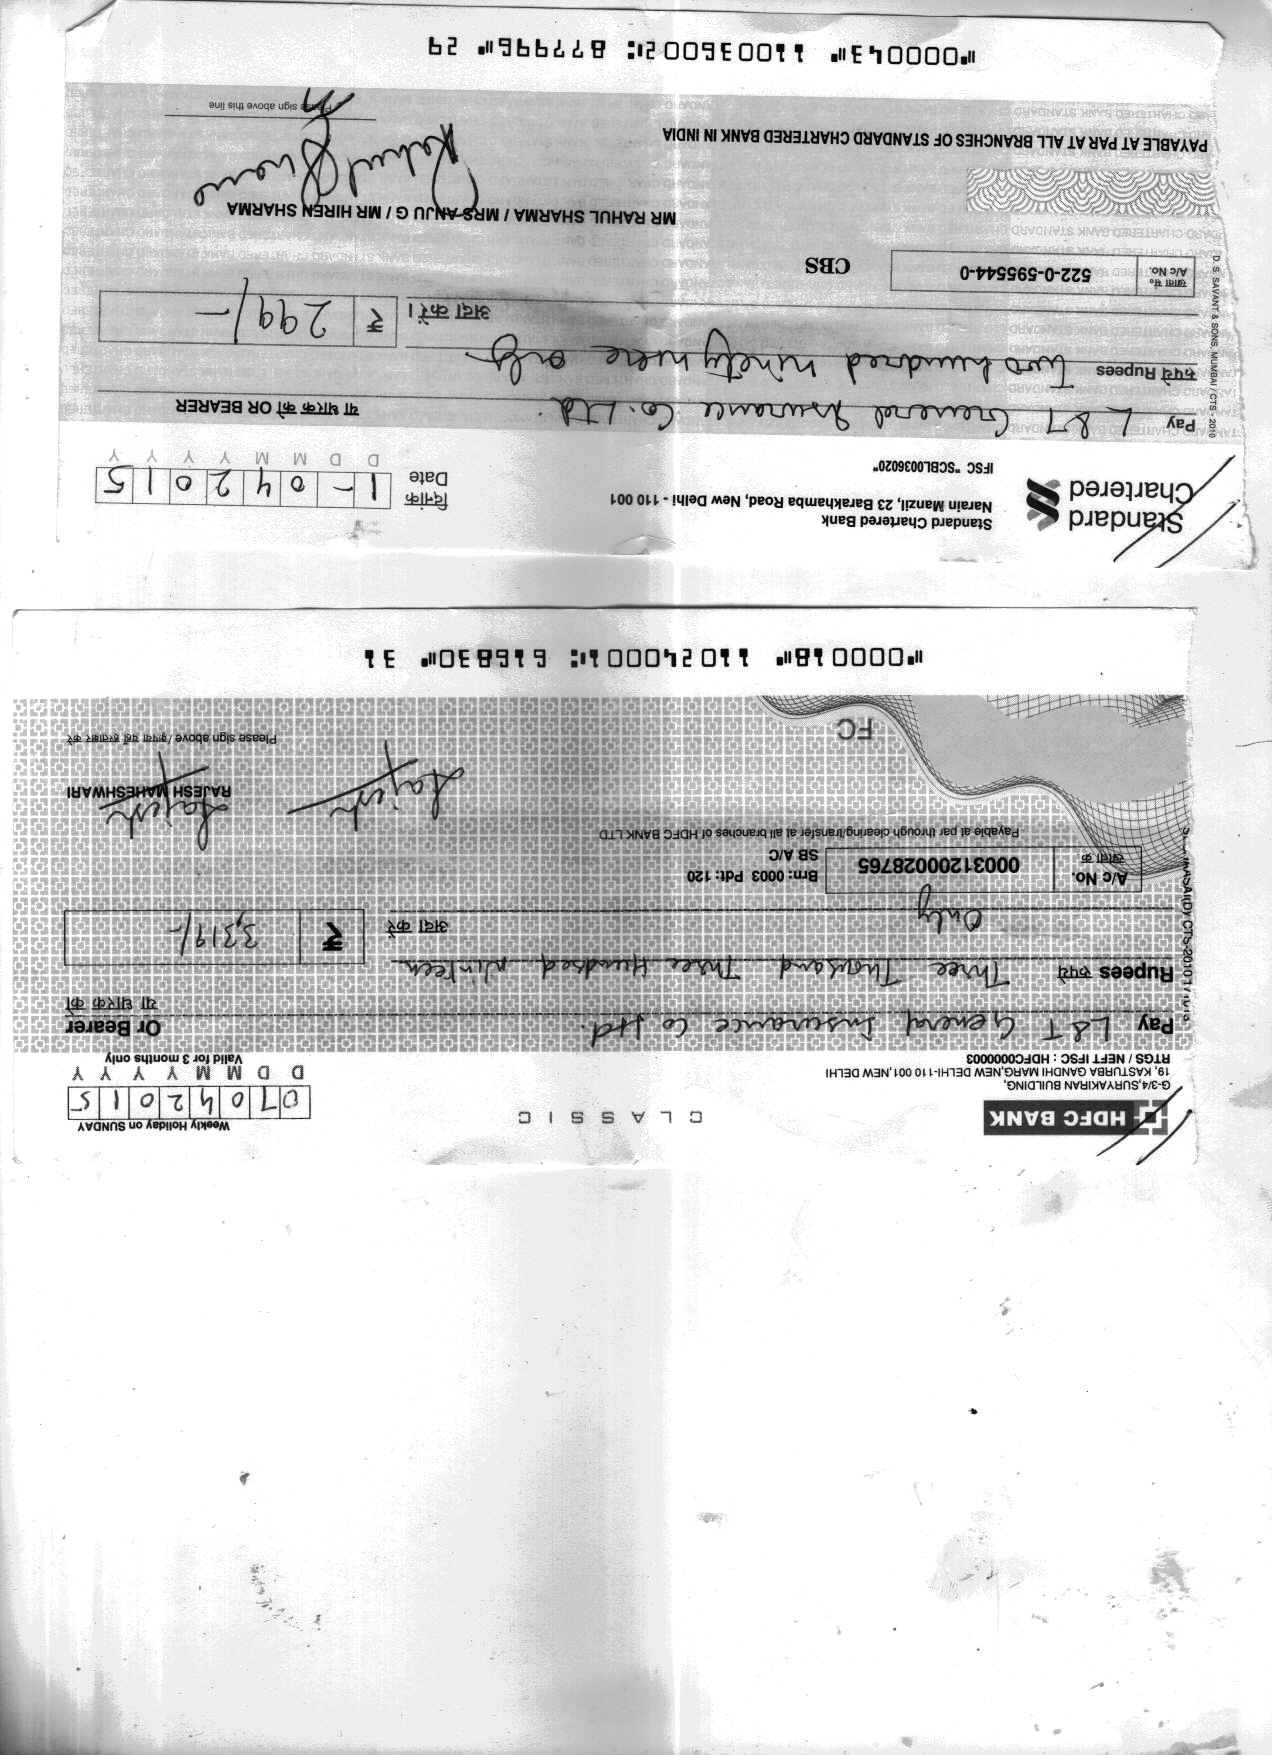 HDFC BANK
CLASSIC
Weekly Holiday on SUNDAY
G-3/4,SURYAKIRAN BUILDING,
19, KASTURBA GANDHI MARG,NEW DELHI-110 001,NEW DELHI
RTGS / NEFT IFSC : HDFC0000003
07042015
D D M M Y Y Y Y
Valid for 3 months only
Pay L&T General Insurance Co Ltd. Or Bearer
या धारक को
Rupees रुपये Three Thousand Three Hundred Nineteen
Only अदा करें ₹ 3,319/-
A/c No. 00031200028765
खाता क्र.
Brn: 0003 Pdt: 120
SB A/C
Payable at par through clearing/transfer at all branches of HDFC BANK LTD
Rajesh Rajesh
RAJESH MAHESHWARI
FC
Please sign above / कृपया यहाँ हस्ताक्षर करें
"000018" 110240001: 616830" 31
Standard Chartered
Standard Chartered Bank
Narain Manzil, 23 Barakhamba Road, New Delhi - 110 001
IFSC "SCBL0036020"
दिनांक
Date
1-042015
D D M M Y Y Y Y
Pay L&T General Insurance Co. Ltd. या धारक को OR BEARER
रुपये Rupees Two hundred ninety nine only
अदा करें। ₹ 299/-
खाता सं०
A/c No. 522-0-595544-0
CBS
D. S. SAVANT & SONS, MUMBAI / CTS - 2010
MR RAHUL SHARMA / MRS ANJU G / MR HIREN SHARMA
PAYABLE AT PAR AT ALL BRANCHES OF STANDARD CHARTERED BANK IN INDIA
Please sign above this line
"000043" 110036002: 877996" 29